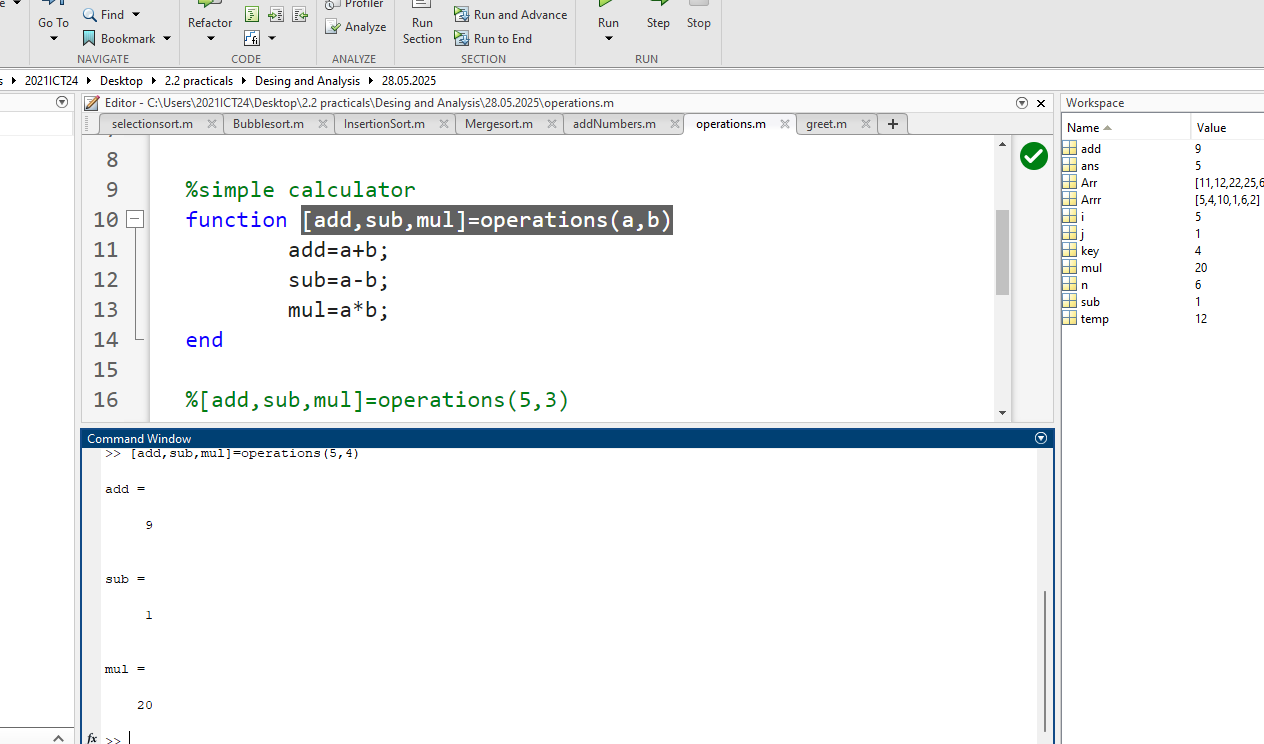 Find
Profiler
Go To
Refactor
Run and Advance
Analyze
Run
Section
Run
Step
Stop
Bookmark
Run to End
NAVIGATE
CODE
ANALYZE
SECTION
RUN
2021ICT24 Desktop 2.2 practicals Desing and Analysis 28.05.2025
Editor - C:\Users\2021ICT24\Desktop\2.2 practicals\Desing and Analysis\28.05.2025\operations.m
selectionsort.m Bubblesort.m InsertionSort.m Mergesort.m addNumbers.m operations.m greet.m +
8
9 %simple calculator
10 function [add,sub,mul]=operations(a,b)
11 add=a+b;
12 sub=a-b;
13 mul=a*b;
14 end
15
16 %[add,sub,mul]=operations(5,3)
Command Window
>> [add,sub,mul]=operations(5,4)
add =
9
sub =
1
mul =
20
fx >>
Workspace
Name Value
add 9
ans 5
Arr [11,12,22,25,6
Arrr [5,4,10,1,6,2]
i 5
j 1
key 4
mul 20
n 6
sub 1
temp 12